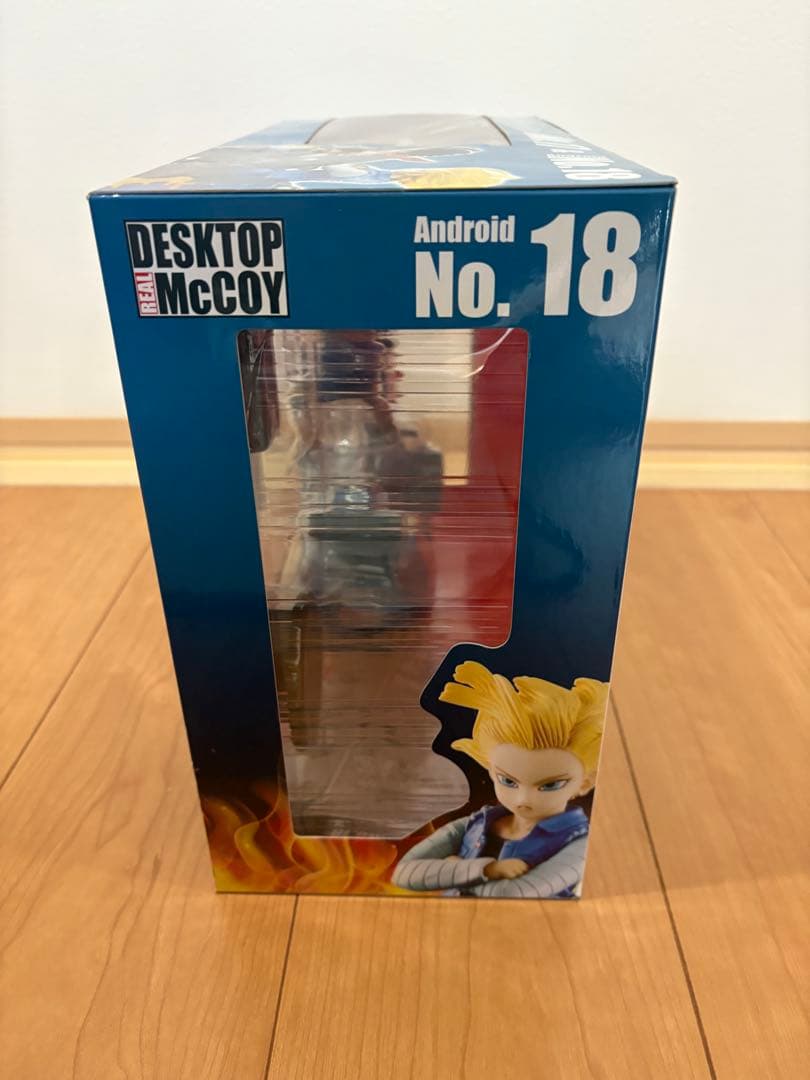 DESKTOP
REAL McCOY
Android
No. 18